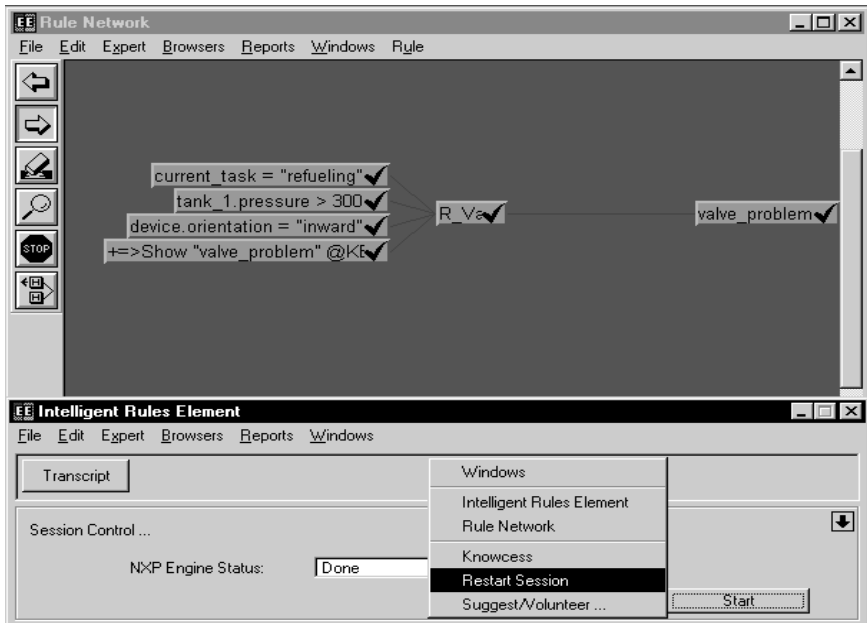 Rule Network
File Edit Expert Browsers Reports Windows Rule
current_task = "refueling"
tank_1.pressure > 300
device.orientation = "inward"
+=>Show "valve_problem" @KE
R_Va
valve_problem
STOP
Intelligent Rules Element
File Edit Expert Browsers Reports Windows
Transcript
Session Control ...
NXP Engine Status: Done
Windows
Intelligent Rules Element
Rule Network
Knowcess
Restart Session
Suggest/Volunteer ...
Start